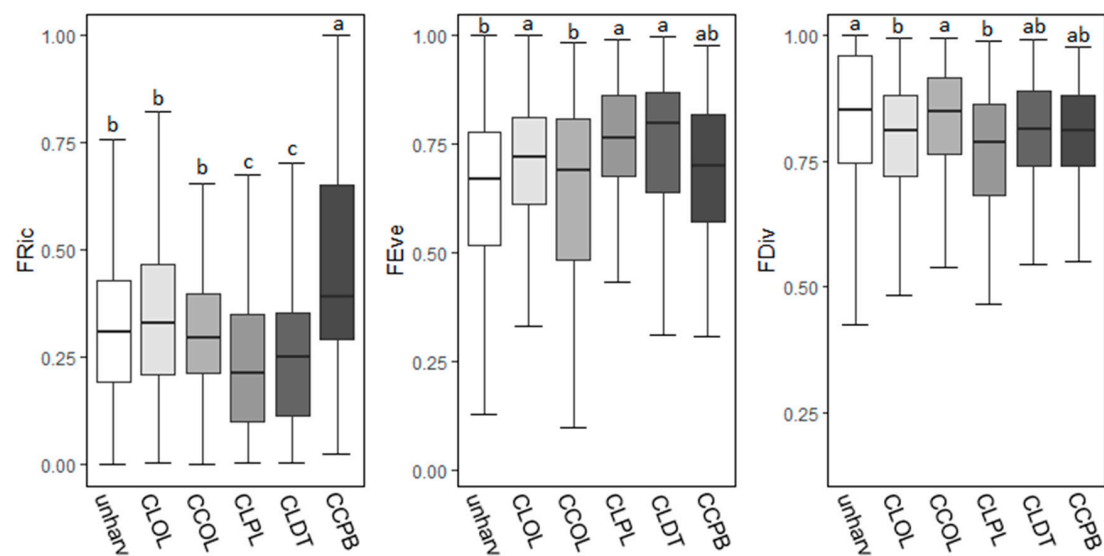 FRic
1.00
0.75
0.50
0.25
0.00
b
b
b
c
c
a
unharv
CLOL
CCOL
CLPL
CLDT
CCPB
FEve
1.00
0.75
0.50
0.25
0.00
b
a
b
a
a
ab
unharv
CLOL
CCOL
CLPL
CLDT
CCPB
FDiv
1.00
0.75
0.50
0.25
a
b
a
b
ab
ab
unharv
CLOL
CCOL
CLPL
CLDT
CCPB